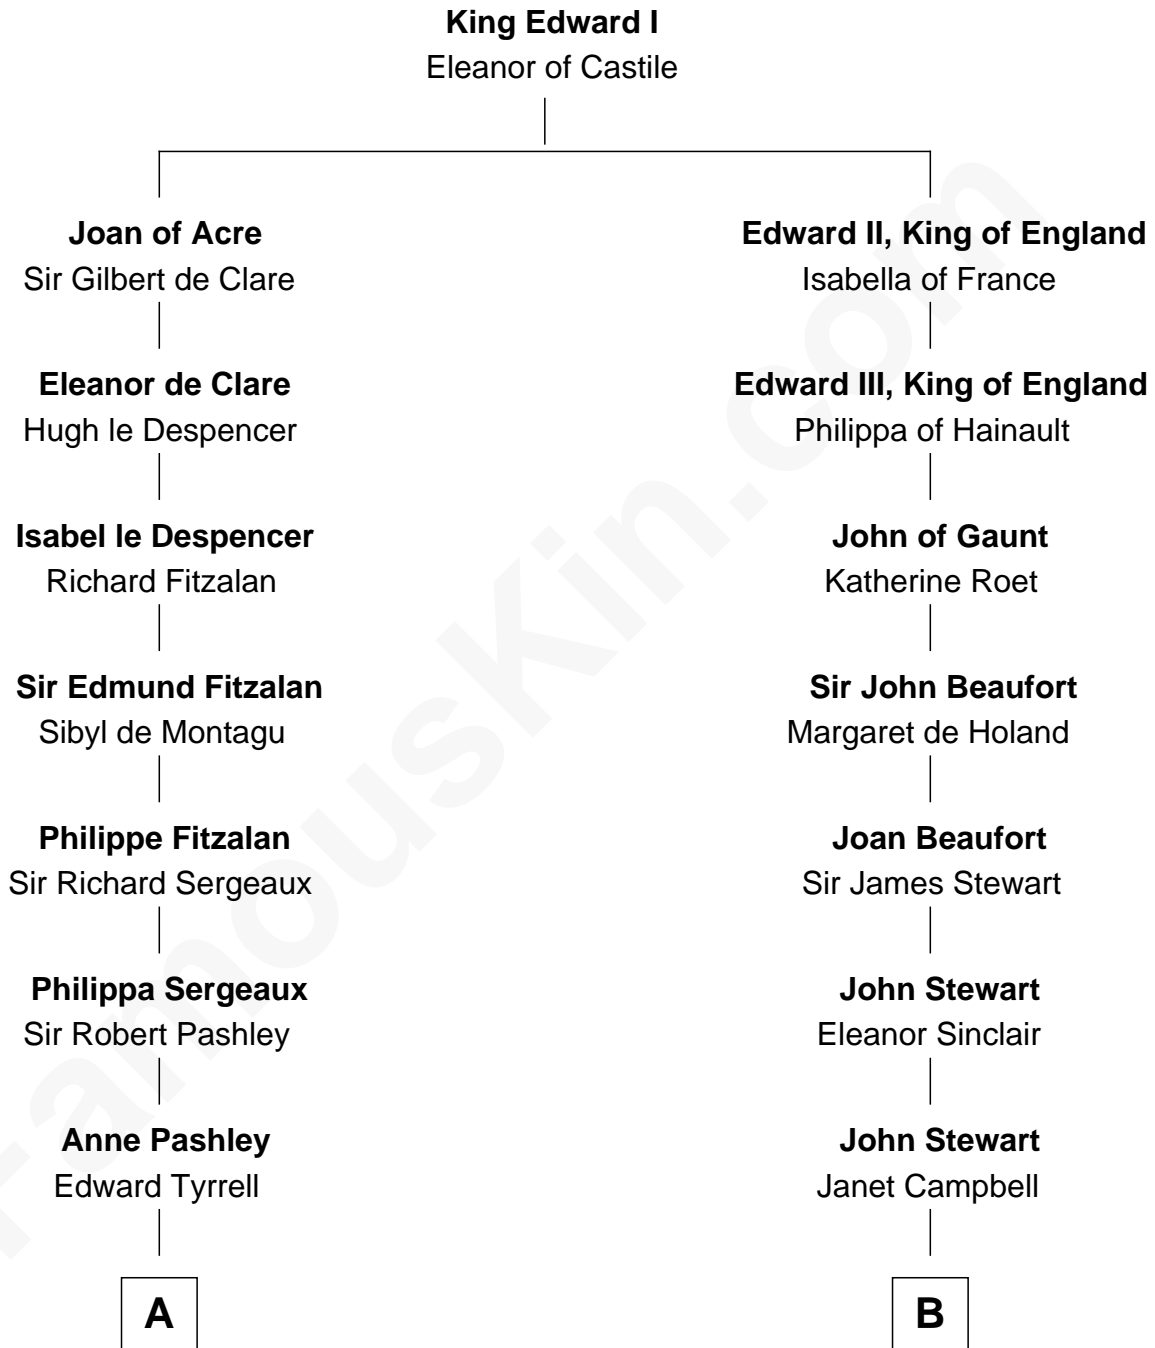 King Edward I
Eleanor of Castile
Joan of Acre
Sir Gilbert de Clare
Edward II, King of England
Isabella of France
Eleanor de Clare
Hugh le Despencer
Edward III, King of England
Philippa of Hainault
Isabel le Despencer
Richard Fitzalan
John of Gaunt
Katherine Roet
Sir Edmund Fitzalan
Sibyl de Montagu
Sir John Beaufort
Margaret de Holand
Philippe Fitzalan
Sir Richard Sergeaux
Joan Beaufort
Sir James Stewart
Philippa Sergeaux
Sir Robert Pashley
John Stewart
Eleanor Sinclair
Anne Pashley
Edward Tyrrell
John Stewart
Janet Campbell
A
B
FamousKin.com